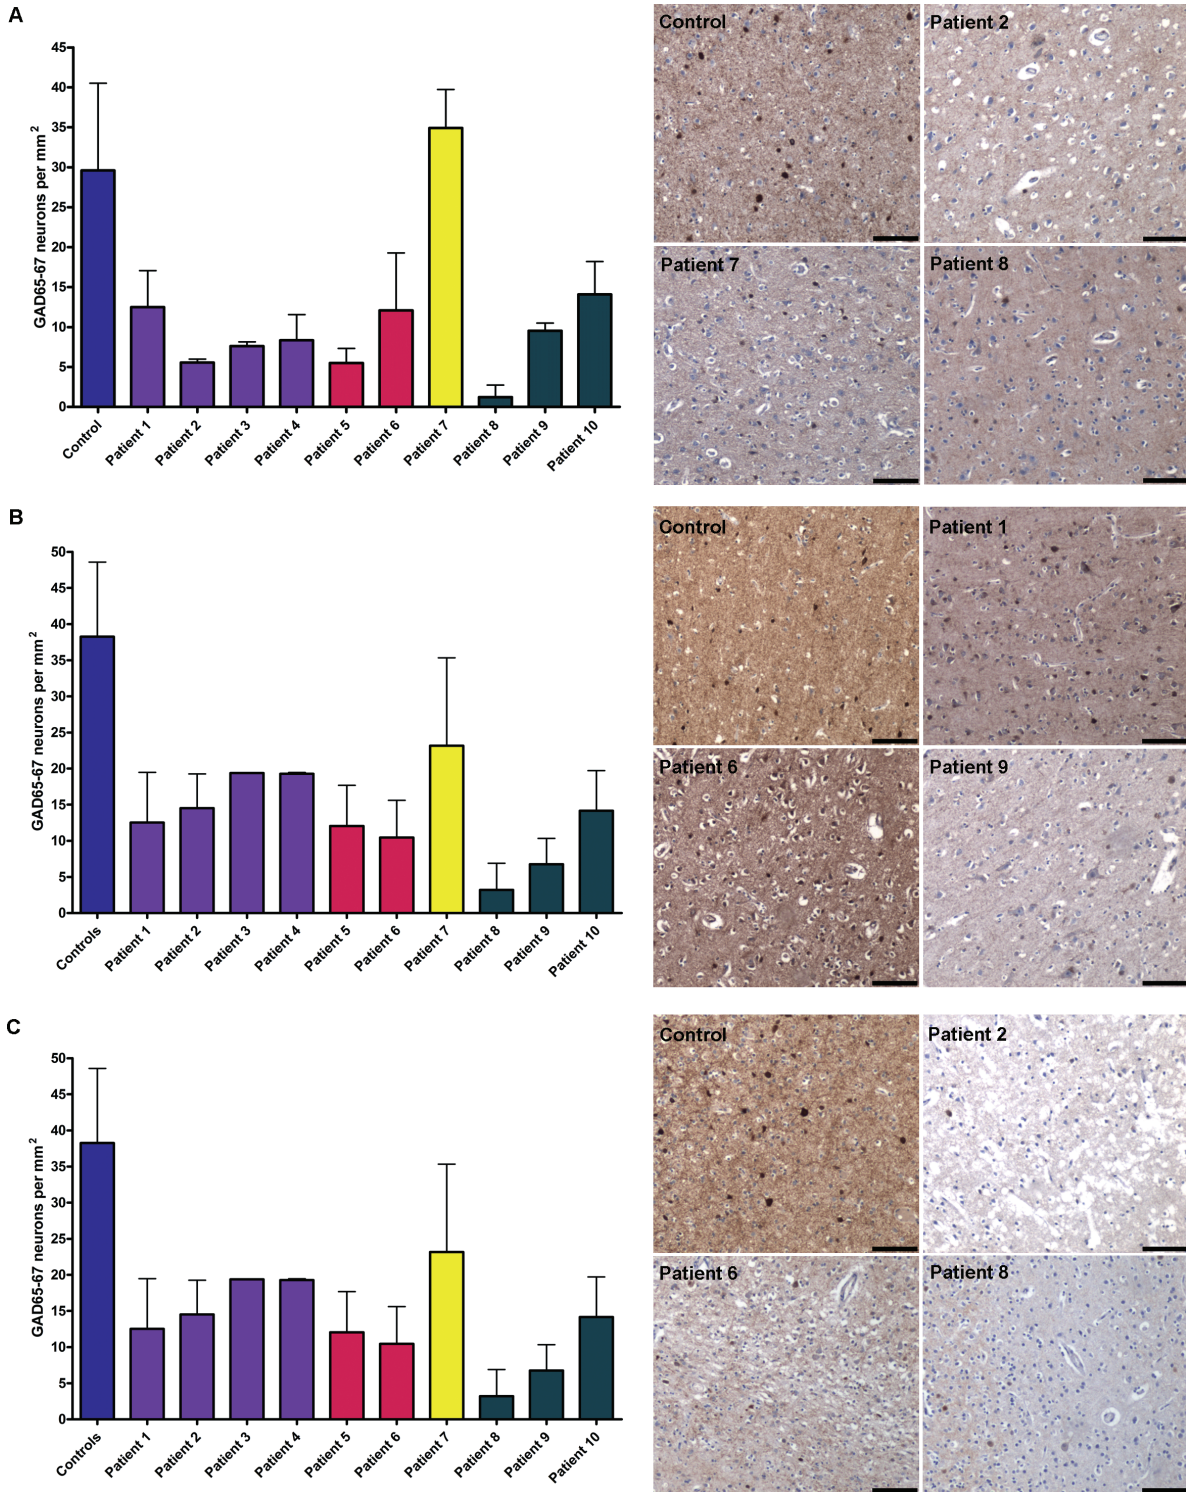 A
GAD65-67 neurons per mm²
45
40
35
30
25
20
15
10
5
0
Control
Patient 1
Patient 2
Patient 3
Patient 4
Patient 5
Patient 6
Patient 7
Patient 8
Patient 9
Patient 10
Control
Patient 2
Patient 7
Patient 8
B
GAD65-67 neurons per mm²
50
45
40
35
30
25
20
15
10
5
0
Controls
Patient 1
Patient 2
Patient 3
Patient 4
Patient 5
Patient 6
Patient 7
Patient 8
Patient 9
Patient 10
Control
Patient 1
Patient 6
Patient 9
C
GAD65-67 neurons per mm²
50
45
40
35
30
25
20
15
10
5
0
Controls
Patient 1
Patient 2
Patient 3
Patient 4
Patient 5
Patient 6
Patient 7
Patient 8
Patient 9
Patient 10
Control
Patient 2
Patient 6
Patient 8